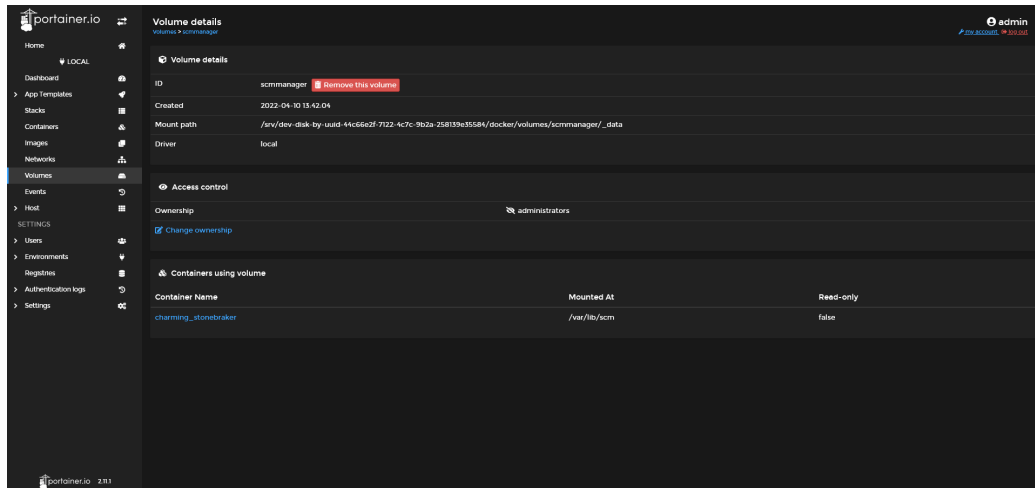 portainer.io
Home
LOCAL
Dashboard
App Templates
Stacks
Containers
Images
Networks
Volumes
Events
Host
SETTINGS
Users
Environments
Registries
Authentication logs
Settings
portainer.io 2.11.1
Volume details
Volumes > scmmanager
admin
my account log out
Volume details
ID scmmanager Remove this volume
Created 2022-04-10 13:42:04
Mount path /srv/dev-disk-by-uuid-44c66e2f-7122-4c7c-9b2a-258139e35584/docker/volumes/scmmanager/_data
Driver local
Access control
Ownership administrators
Change ownership
Containers using volume
Container Name Mounted At Read-only
charming_stonebraker /var/lib/scm false